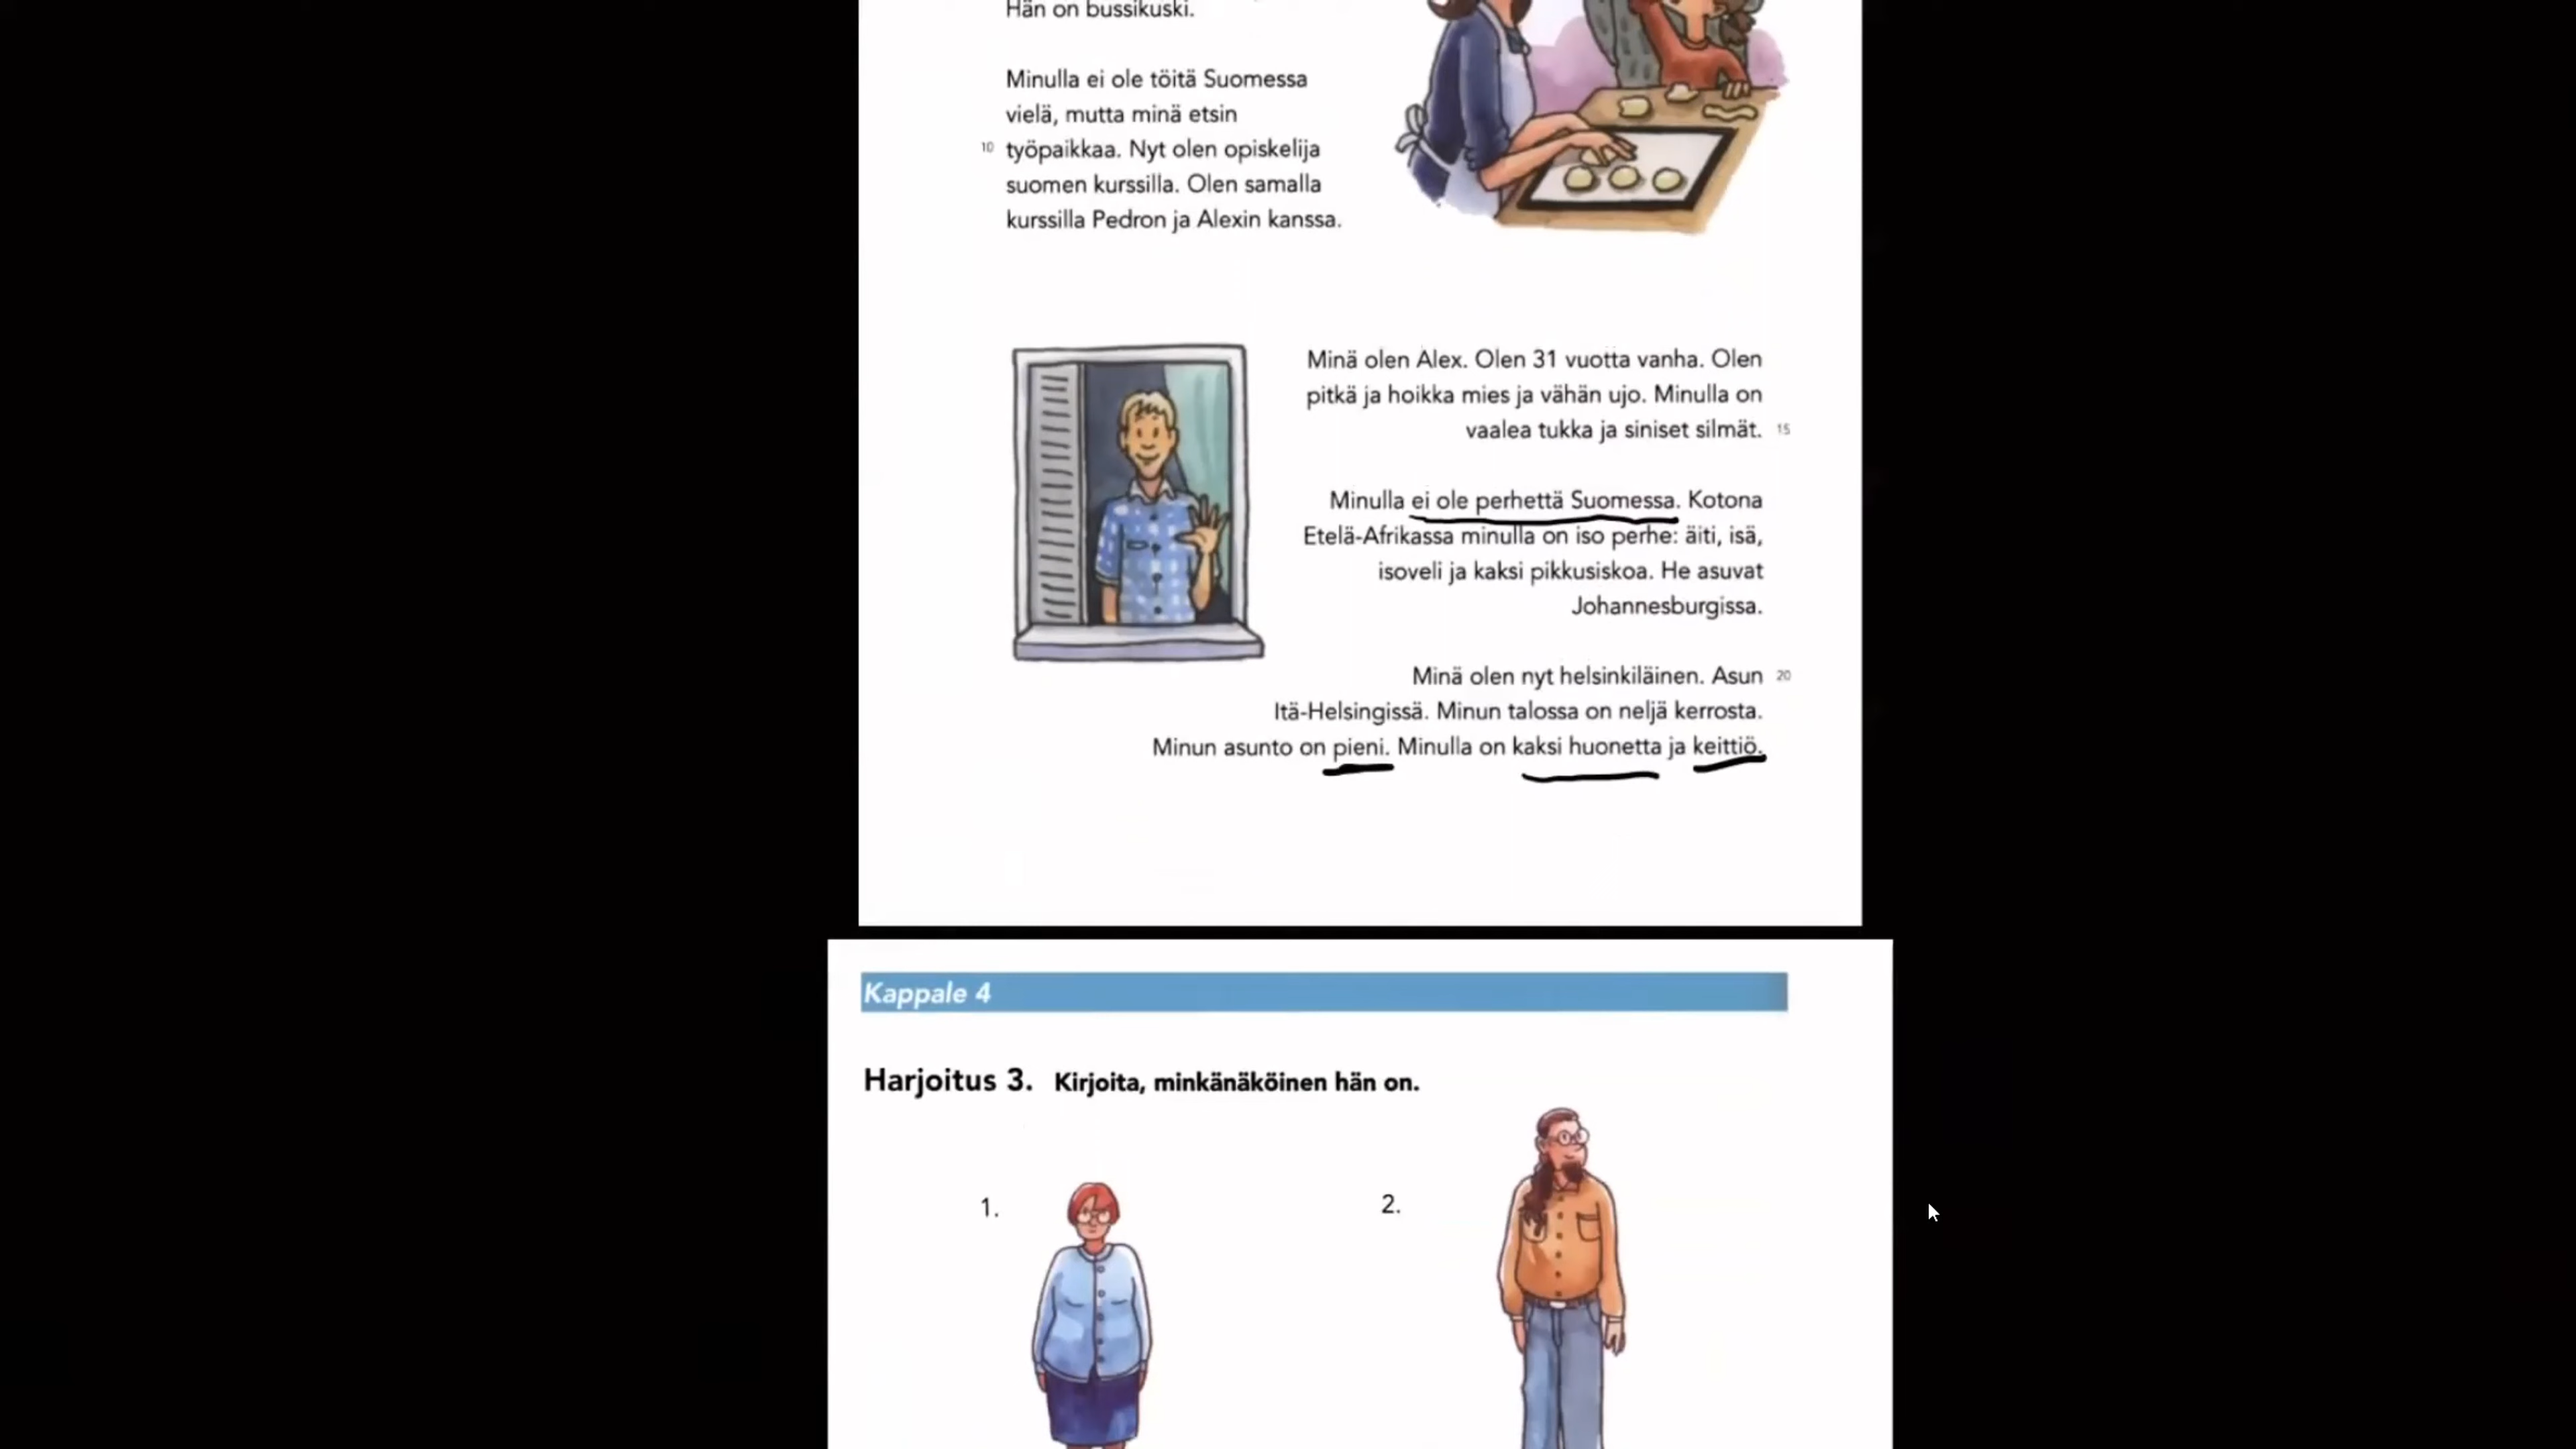 Hän on bussikuski.
Minulla ei ole töitä Suomessa
vielä, mutta minä etsin
10 työpaikkaa. Nyt olen opiskelija
suomen kurssilla. Olen samalla
kurssilla Pedron ja Alexin kanssa.
Minä olen Alex. Olen 31 vuotta vanha. Olen
pitkä ja hoikka mies ja vähän ujo. Minulla on
vaalea tukka ja siniset silmät. 15
Minulla ei ole perhettä Suomessa. Kotona
Etelä-Afrikassa minulla on iso perhe: äiti, isä,
isoveli ja kaksi pikkusiskoa. He asuvat
Johannesburgissa.
Minä olen nyt helsinkiläinen. Asun 20
Itä-Helsingissä. Minun talossa on neljä kerrosta.
Minun asunto on pieni. Minulla on kaksi huonetta ja keittiö.
Kappale 4
Harjoitus 3. Kirjoita, minkänäköinen hän on.
1. 2.